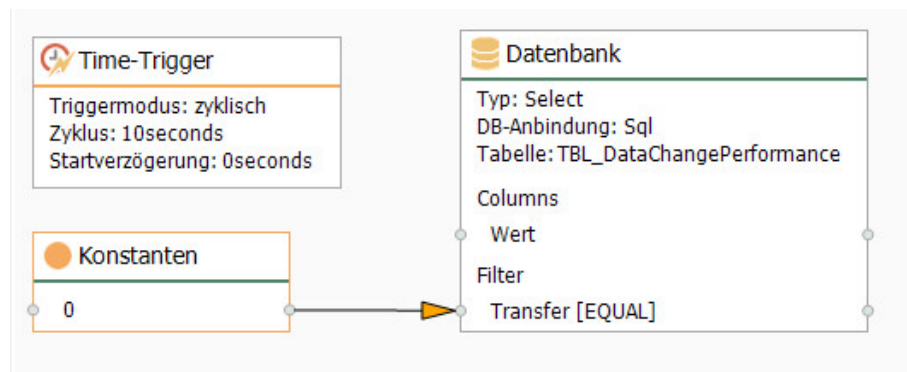 Time-Trigger
Triggermodus: zyklisch
Zyklus: 10seconds
Startverzögerung: 0seconds
Konstanten
0
Datenbank
Typ: Select
DB-Anbindung: Sql
Tabelle: TBL_DataChangePerformance
Columns
Wert
Filter
Transfer [EQUAL]